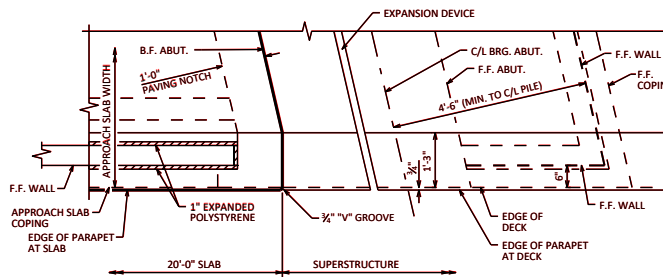 EXPANSION DEVICE
B.F. ABUT.
C/L BRG. ABUT.
F.F. ABUT.
F.F. WALL
F.F.
COPIN
1'-0"
PAVING NOTCH
APPROACH SLAB WIDTH
4'-6" (MIN. TO C/L PILE)
¾"
1'-3"
6"
F.F. WALL
F.F. WALL
APPROACH SLAB
COPING
1" EXPANDED
POLYSTYRENE
¾" "V" GROOVE
EDGE OF
DECK
EDGE OF PARAPET
AT SLAB
EDGE OF PARAPET
AT DECK
20'-0" SLAB
SUPERSTRUCTURE